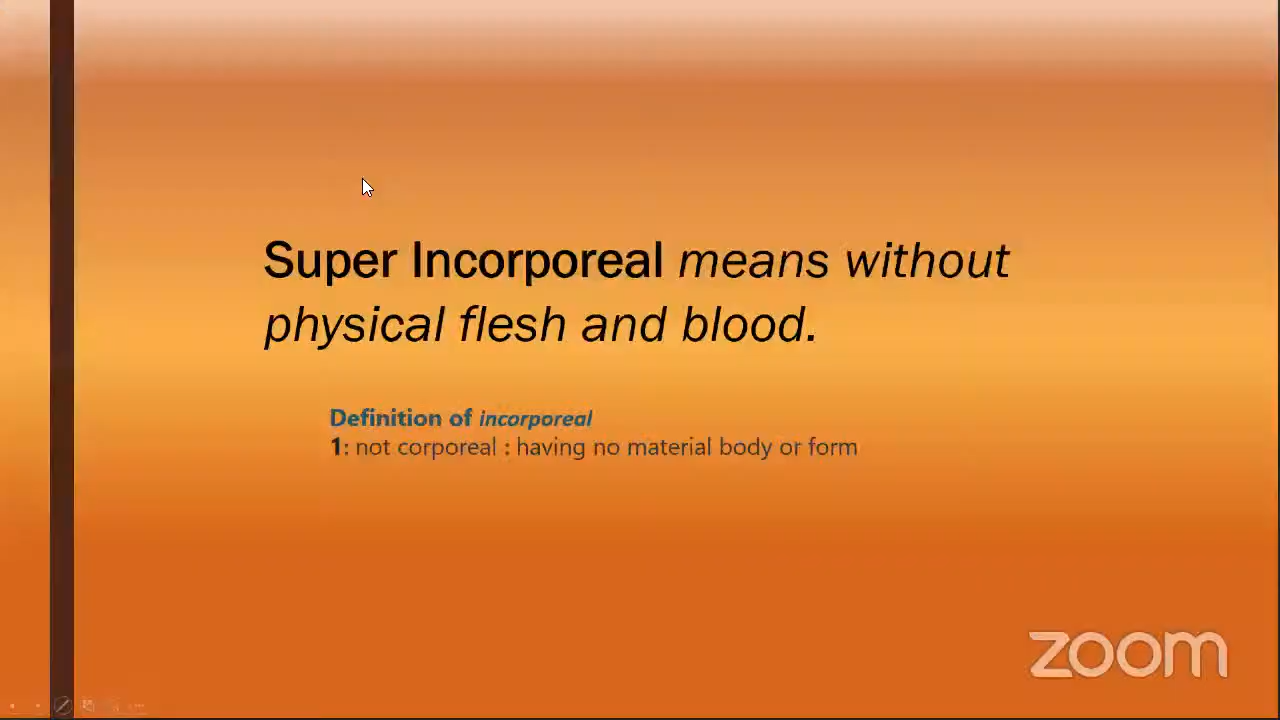 Super Incorporeal means without
physical flesh and blood.
Definition of incorporeal
1: not corporeal : having no material body or form
zoom